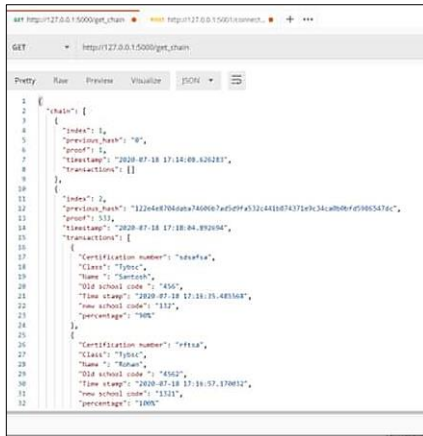 GET http://127.0.0.1:5000/get_chain
POST http://127.0.0.1:5001/connect...
+ •••
GET http://127.0.0.1:5000/get_chain
Pretty Raw Preview Visualize JSON
1 {
2 "chain": [
3 {
4 "index": 1,
5 "previous_hash": "0",
6 "proof": 1,
7 "timestamp": "2020-07-18 17:14:08.626283",
8 "transactions": []
9 },
10 {
11 "index": 2,
12 "previous_hash":
13 "proof": 533,
14 "timestamp": "2020-07-18 17:18:04.892694",
15 "transactions": [
16 {
17 "Certification number": "sdsafsa",
18 "Class": "Tybsc",
19 "Name ": "Santosh",
20 "Old school code ": "456",
21 "Time stamp": "2020-07-18 17:16:35.485568",
22 "new school code": "132",
23 "percentage": "90%"
24 },
25 {
26 "Certification number": "rftsa",
27 "Class": "Tybsc",
28 "Name ": "Rohan",
29 "Old school code ": "4562",
30 "Time stamp": "2020-07-18 17:16:57.170032",
31 "new school code": "1321",
32 "percentage": "100%"